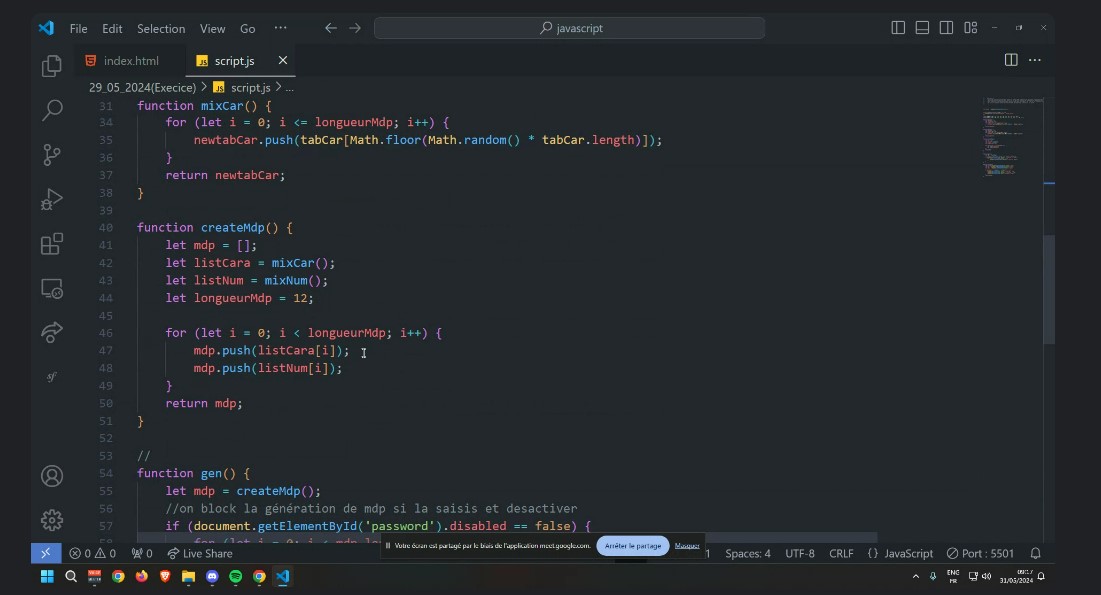 File Edit Selection View Go ··· javascript
index.html script.js
29_05_2024(Execice) > script.js > ...
31 function mixCar() {
34 for (let i = 0; i <= longueurMdp; i++) {
35 newtabCar.push(tabCar[Math.floor(Math.random() * tabCar.length)]);
36 }
37 return newtabCar;
38 }
39
40 function createMdp() {
41 let mdp = [];
42 let listCara = mixCar();
43 let listNum = mixNum();
44 let longueurMdp = 12;
45
46 for (let i = 0; i < longueurMdp; i++) {
47 mdp.push(listCara[i]);
48 mdp.push(listNum[i]);
49 }
50 return mdp;
51 }
52
53 //
54 function gen() {
55 let mdp = createMdp();
56 //on block la génération de mdp si la saisis et desactiver
57 if (document.getElementById('password').disabled == false) {
Votre écran est partagé par le biais de l'application meet.google.com. Arrêter le partage Masquer
0 0 0 Live Share Spaces: 4 UTF-8 CRLF {} JavaScript Port : 5501
ENG
FR
31/05/2024